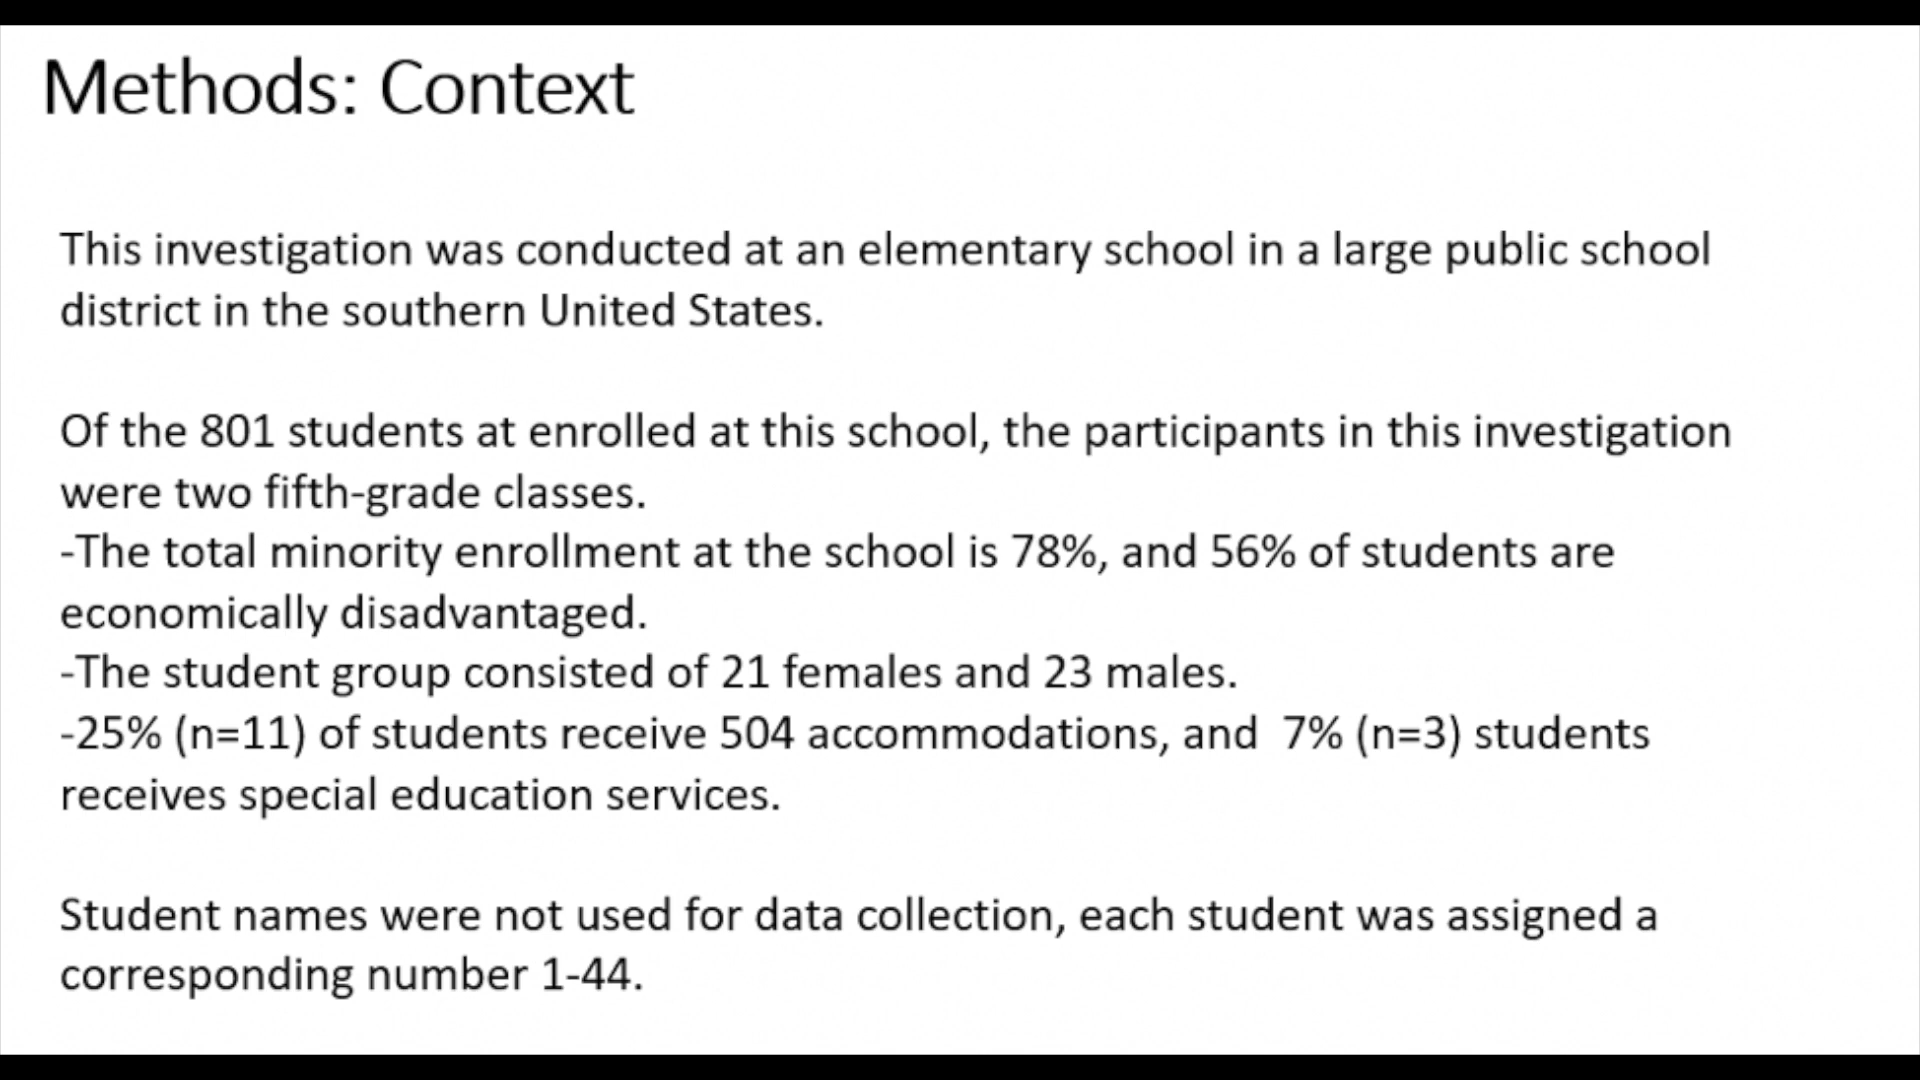 Methods: Context
This investigation was conducted at an elementary school in a large public school
district in the southern United States.
Of the 801 students at enrolled at this school, the participants in this investigation
were two fifth-grade classes.
-The total minority enrollment at the school is 78%, and 56% of students are
economically disadvantaged.
-The student group consisted of 21 females and 23 males.
-25% (n=11) of students receive 504 accommodations, and  7% (n=3) students
receives special education services.
Student names were not used for data collection, each student was assigned a
corresponding number 1-44.